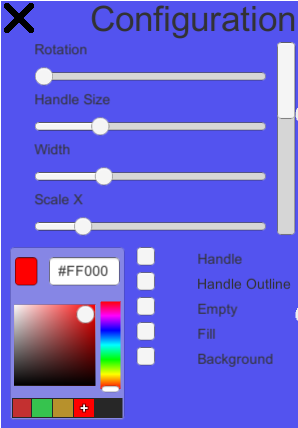 Configuration
Rotation
Handle Size
Width
Scale X
#FF000
Handle
Handle Outline
Empty
Fill
Background